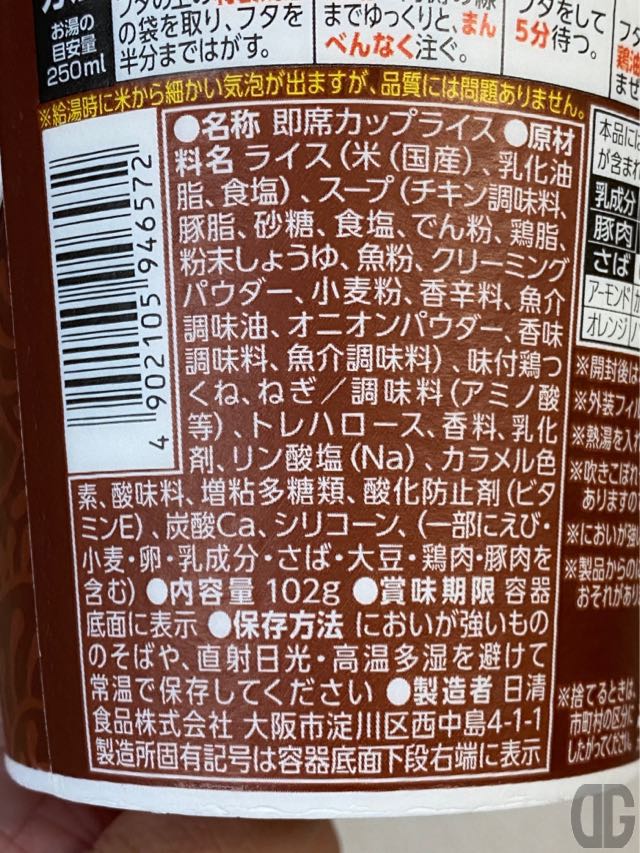 お湯の
目安量
250ml
の袋を取り、フタを
半分まではがす。
までゆっくりと、まん
べんなく注ぐ。
フタをして
5分待つ。
※給湯時に米から細かい気泡が出ますが、品質には問題ありません。
●名称 即席カップライス ●原材
料名 ライス(米(国産)、乳化油
脂、食塩)、スープ(チキン調味料、
豚脂、砂糖、食塩、でん粉、鶏脂、
粉末しょうゆ、魚粉、クリーミング
パウダー、小麦粉、香辛料、魚介
調味油、オニオンパウダー、香味
調味料、魚介調味料)、味付鶏つ
くね、ねぎ/調味料(アミノ酸
等)、トレハロース、香料、乳化
剤、リン酸塩(Na)、カラメル色
素、酸味料、増粘多糖類、酸化防止剤(ビタ
ミンE)、炭酸Ca、シリコーン、(一部にえび・
小麦・卵・乳成分・さば・大豆・鶏肉・豚肉を
含む) ●内容量 102g ●賞味期限 容器
底面に表示 ●保存方法 においが強いもの
のそばや、直射日光・高温多湿を避けて
常温で保存してください ●製造者 日清
食品株式会社 大阪市淀川区西中島4-1-1
製造所固有記号は容器底面下段右端に表示
4 902105 946572
本品に
が含まれ
乳成分
豚肉
さば
アーモンド
オレンジ
※開封後は
※外装フィ
※熱湯を入
※吹きこぼれ
ありますの
※においが強い
※製品からの
おそれがあり
※捨てるときは
市町村の区分に
したがってくださ
DG